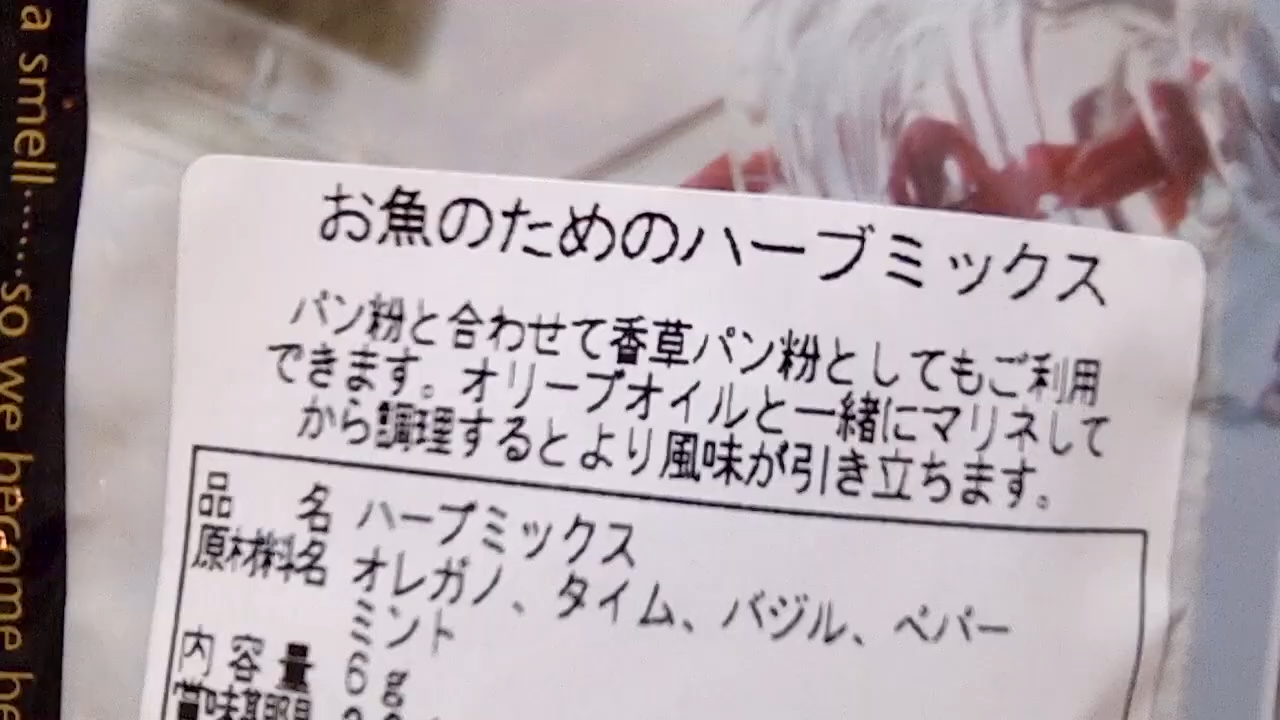 a smell......so we become be
お魚のためのハーブミックス
パン粉と合わせて香草パン粉としてもご利用
できます。オリーブオイルと一緒にマリネして
から調理するとより風味が引き立ちます。
品 名 ハーブミックス
原材料名 オレガノ、タイム、バジル、ペパー
ミント
内容量 6g
賞味期限